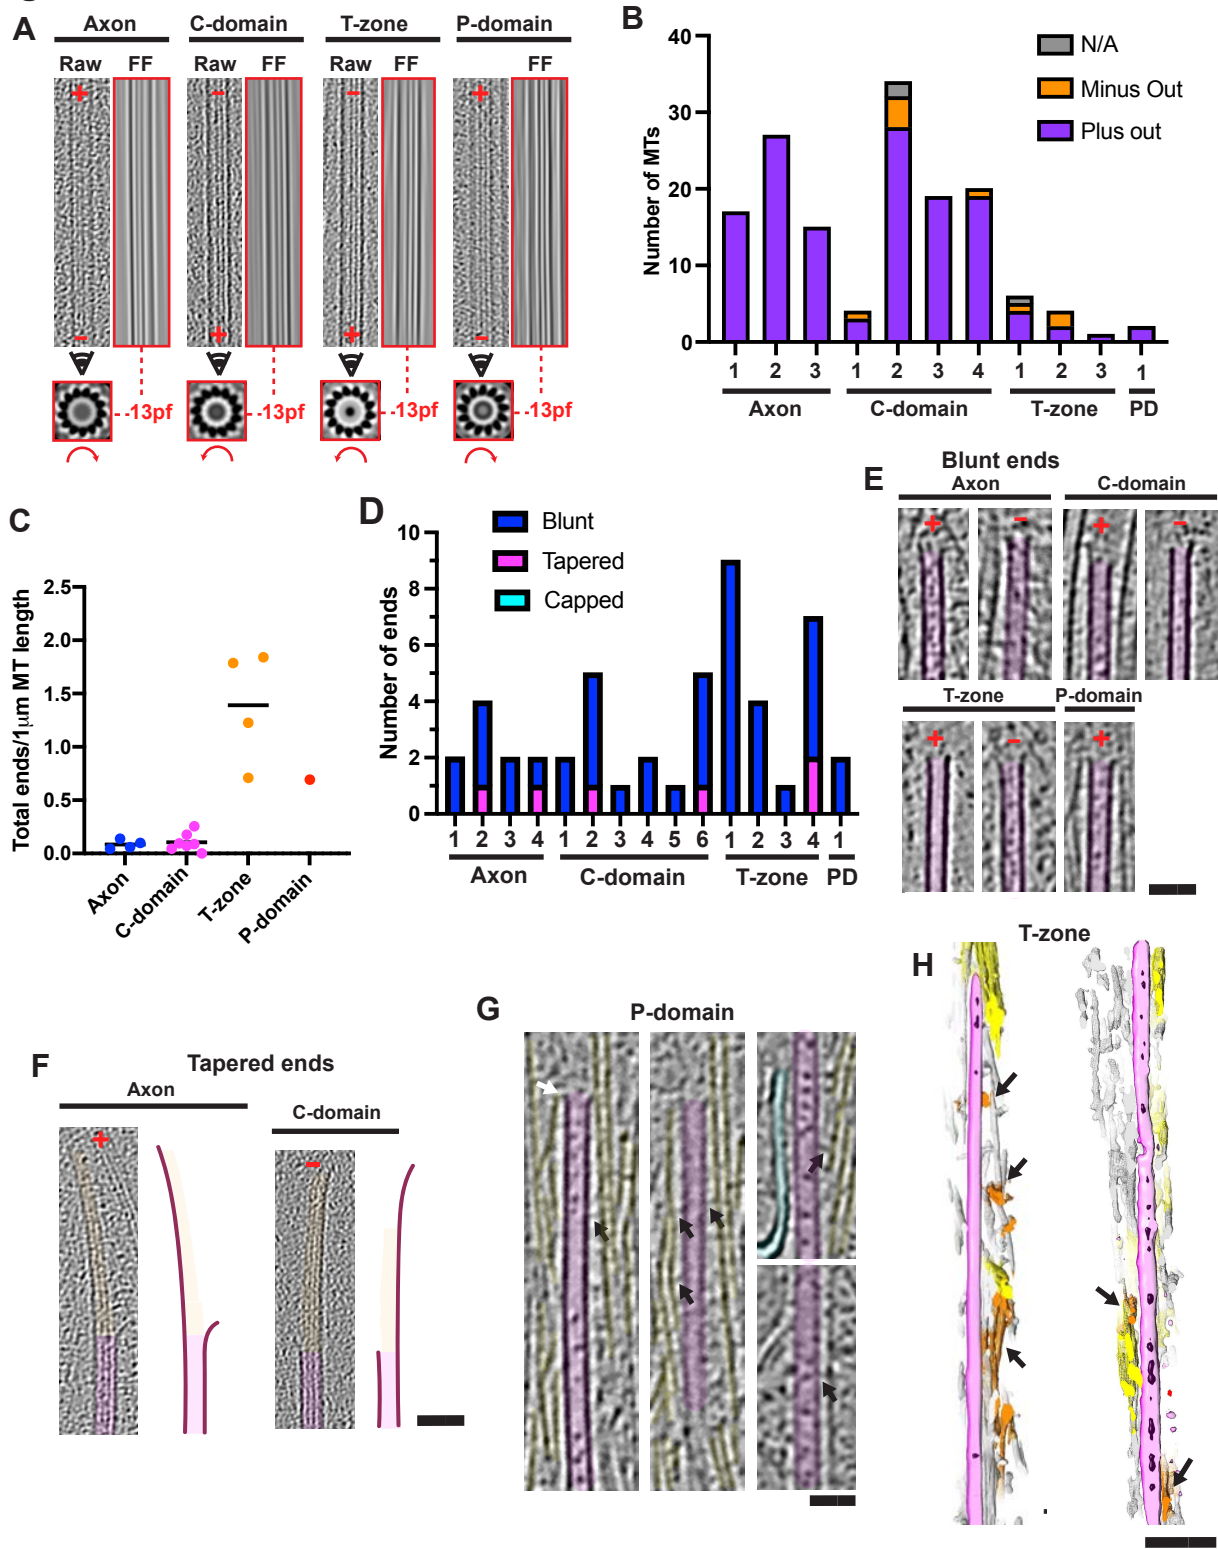 A
Axon
C-domain
T-zone
P-domain
Raw FF
Raw FF
Raw FF
FF
+
-
-
+
-
+
+
-
13pf
13pf
13pf
13pf
B
Number of MTs
40
30
20
10
0
N/A
Minus Out
Plus out
1 2 3 1 2 3 4 1 2 3 1
Axon C-domain T-zone PD
C
Total ends/1µm MT length
2.5
2.0
1.5
1.0
0.5
0.0
Axon
C-domain
T-zone
P-domain
D
Number of ends
10
8
6
4
2
0
Blunt
Tapered
Capped
1 2 3 4 1 2 3 4 5 6 1 2 3 4 1
Axon C-domain T-zone PD
E
Blunt ends
Axon C-domain
+ - + -
T-zone P-domain
+ - +
F
Tapered ends
Axon
C-domain
+
-
G
P-domain
H
T-zone